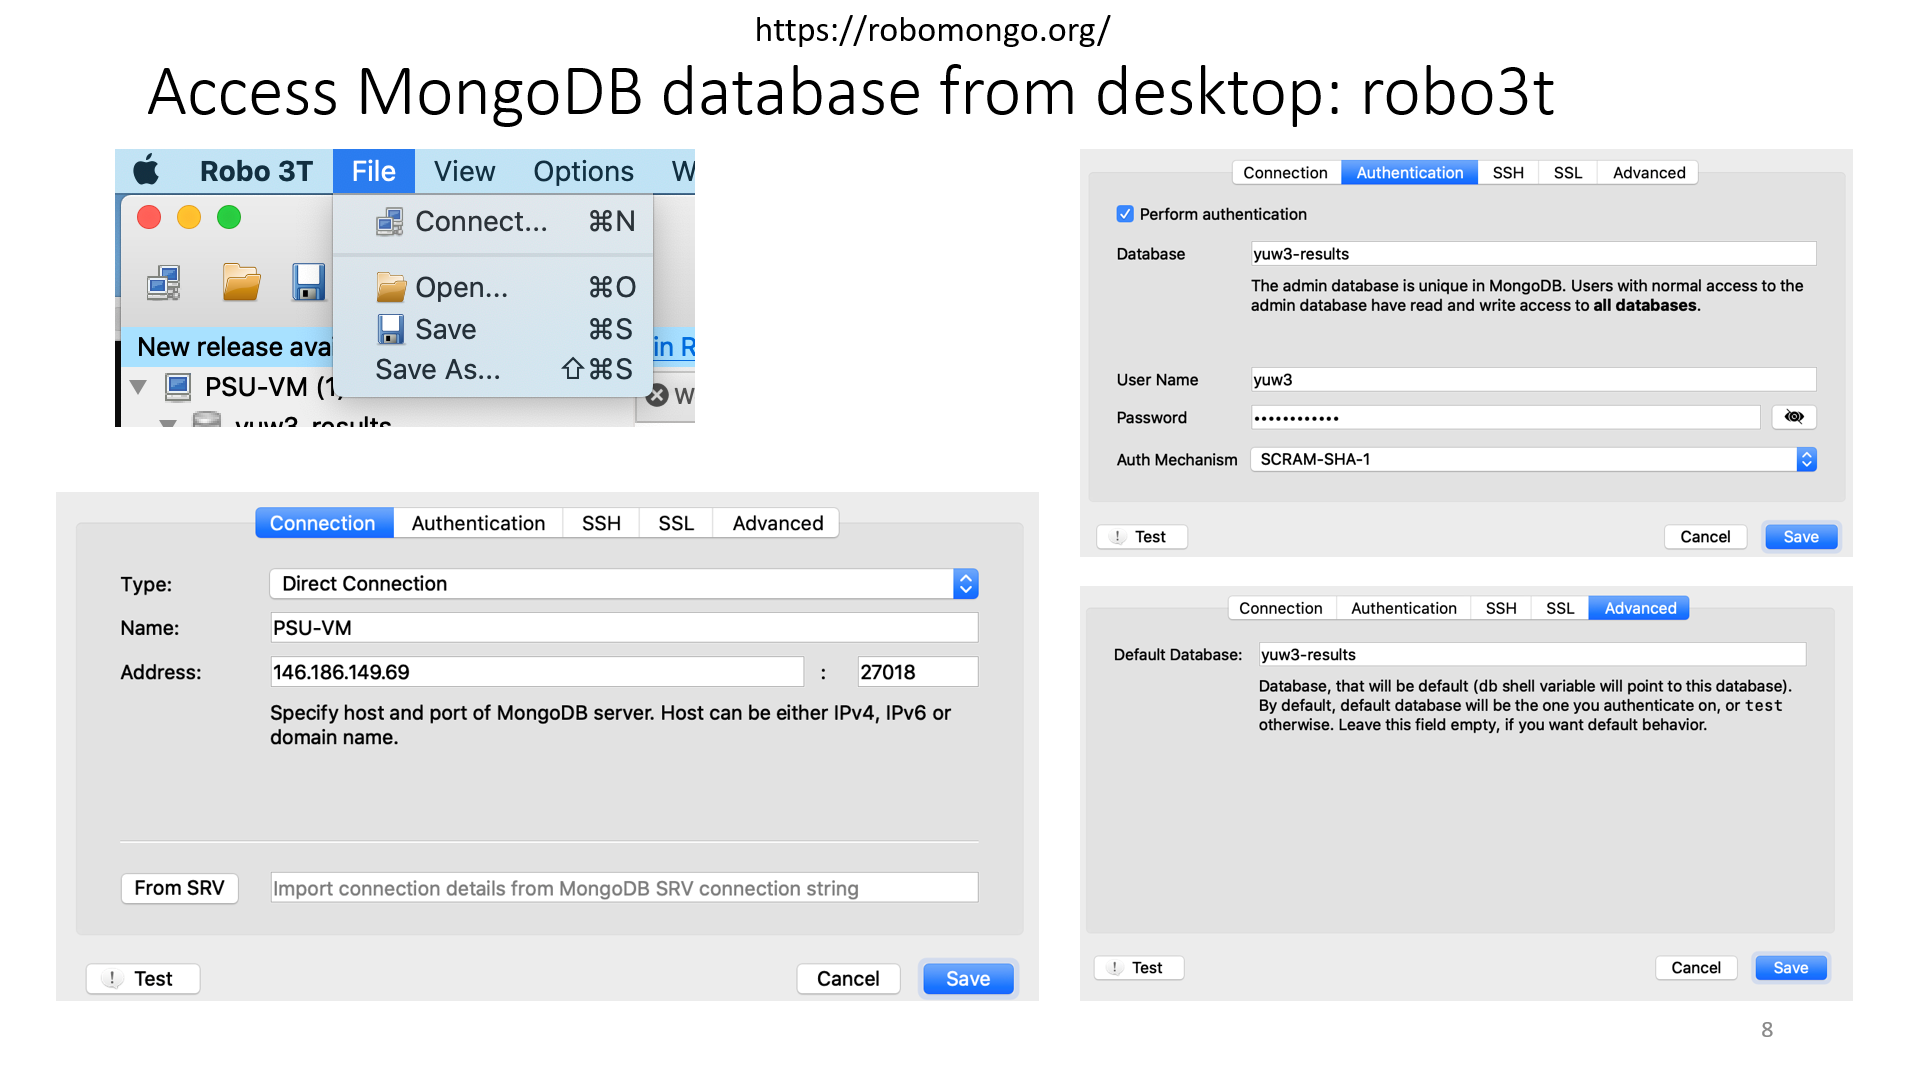 https://robomongo.org/
Access MongoDB database from desktop: robo3t
Robo 3T File View Options
Connect... ⌘N
Open... ⌘O
Save ⌘S
Save As... ⇧⌘S
New release
in R
PSU-VM
Connection Authentication SSH SSL Advanced
Type: Direct Connection
Name: PSU-VM
Address: 146.186.149.69 : 27018
Specify host and port of MongoDB server. Host can be either IPv4, IPv6 or
domain name.
From SRV Import connection details from MongoDB SRV connection string
! Test Cancel Save
Connection Authentication SSH SSL Advanced
Perform authentication
Database yuw3-results
The admin database is unique in MongoDB. Users with normal access to the
admin database have read and write access to all databases.
User Name yuw3
Password ••••••••••••
Auth Mechanism SCRAM-SHA-1
! Test Cancel Save
Connection Authentication SSH SSL Advanced
Default Database: yuw3-results
Database, that will be default (db shell variable will point to this database).
By default, default database will be the one you authenticate on, or test
otherwise. Leave this field empty, if you want default behavior.
! Test Cancel Save
8